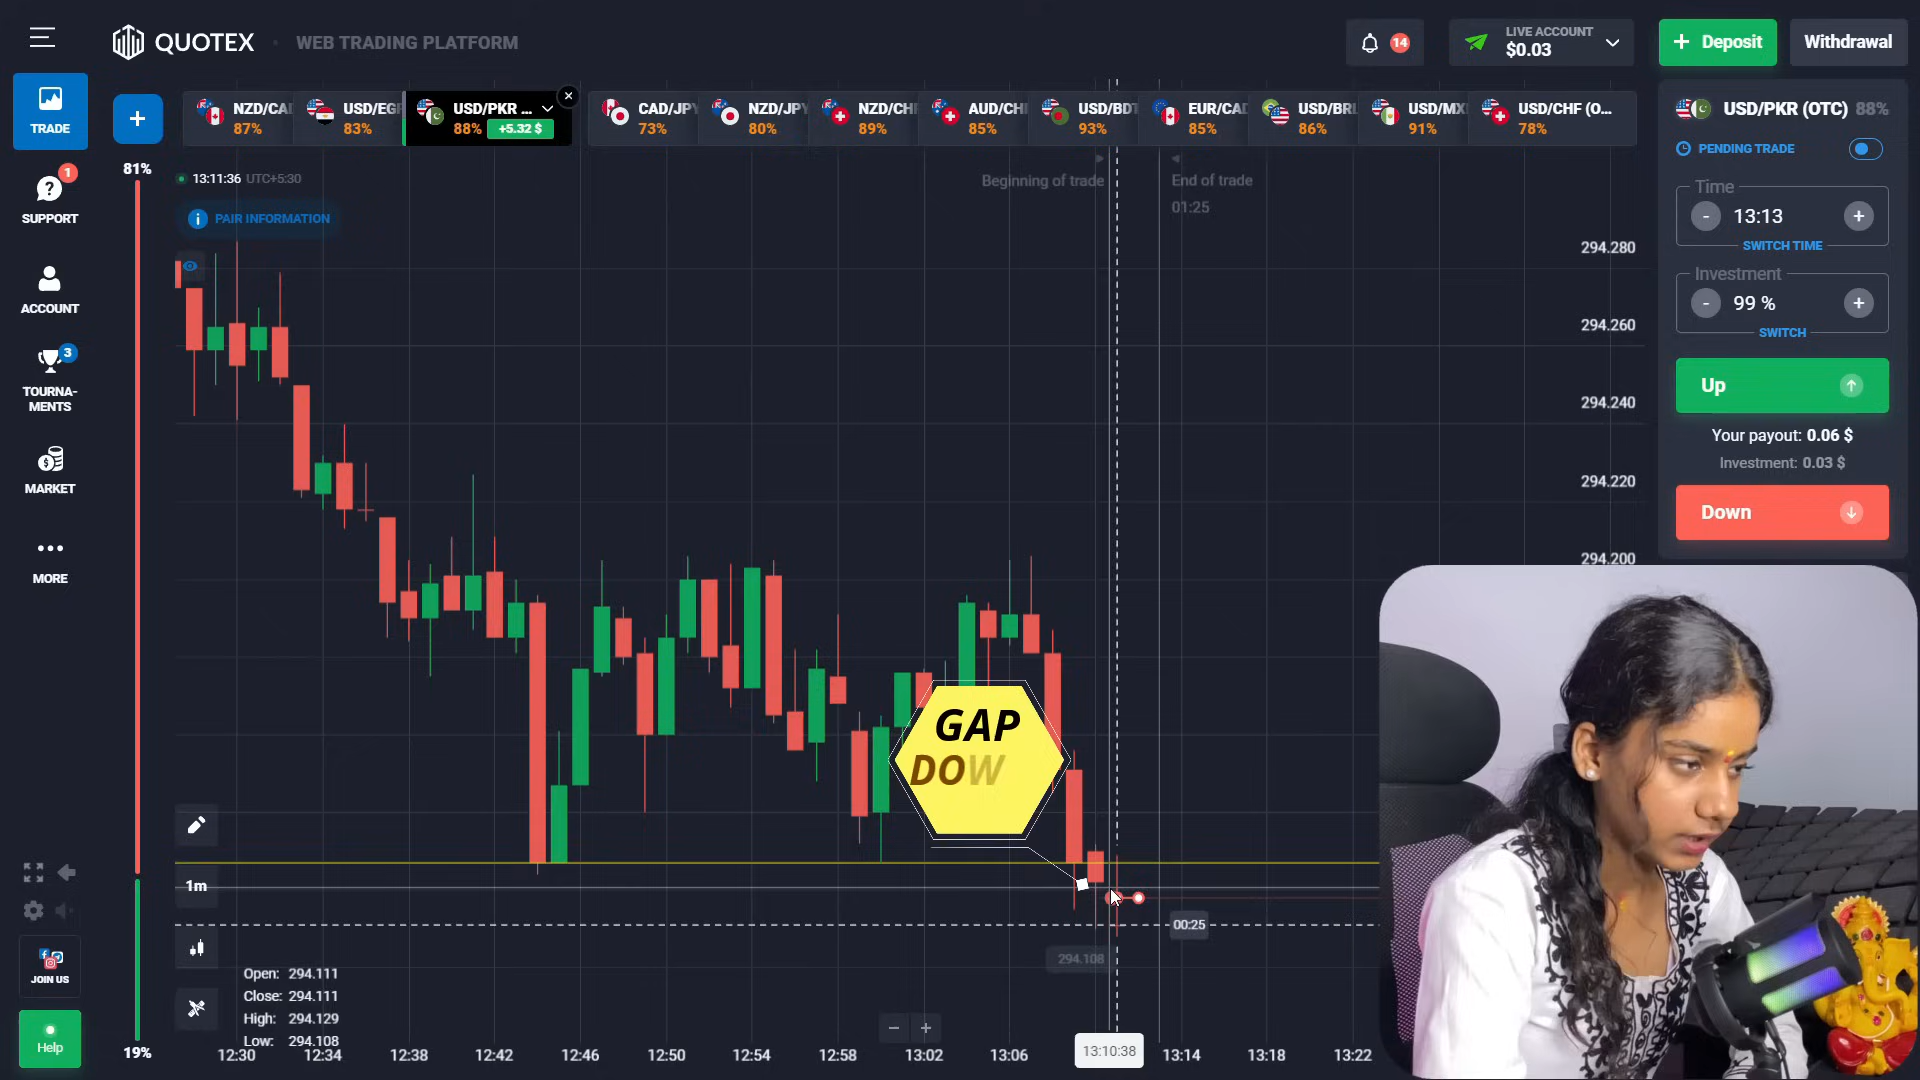 QUOTEX
WEB TRADING PLATFORM
14
LIVE ACCOUNT
$0.03
+ Deposit
Withdrawal
TRADE
+
NZD/CAD
87%
USD/EG
83%
USD/PKR ...
88%
+5.32 $
CAD/JPY
73%
NZD/JPY
80%
NZD/CH
89%
AUD/CH
85%
USD/BDT
93%
EUR/CAD
85%
USD/BR
86%
USD/MX
91%
USD/CHF (O...
78%
USD/PKR (OTC) 88%
PENDING TRADE
Time
- 13:13 +
SWITCH TIME
Investment
- 99 % +
SWITCH
Up
Your payout: 0.06 $
Investment: 0.03 $
Down
1
SUPPORT
ACCOUNT
3
TOURNA-
MENTS
MARKET
MORE
JOIN US
Help
81%
19%
13:11:36 UTC+5:30
PAIR INFORMATION
Beginning of trade
End of trade
01:25
294.280
294.260
294.240
294.220
294.200
GAP
DOW
1m
00:25
294.108
Open: 294.111
Close: 294.111
High: 294.129
Low: 294.108
- +
12:30
12:34
12:38
12:42
12:46
12:50
12:54
12:58
13:02
13:06
13:10:38
13:14
13:18
13:22